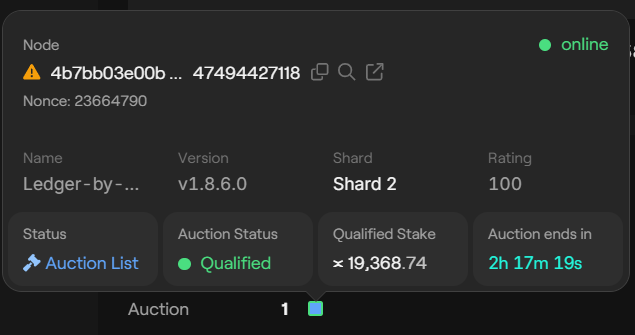 Node
online
4b7bb03e00b ... 47494427118
Nonce: 23664790
Name Version Shard Rating
Ledger-by-... v1.8.6.0 Shard 2 100
Status Auction Status Qualified Stake Auction ends in
Auction List Qualified 19,368.74 2h 17m 19s
Auction 1